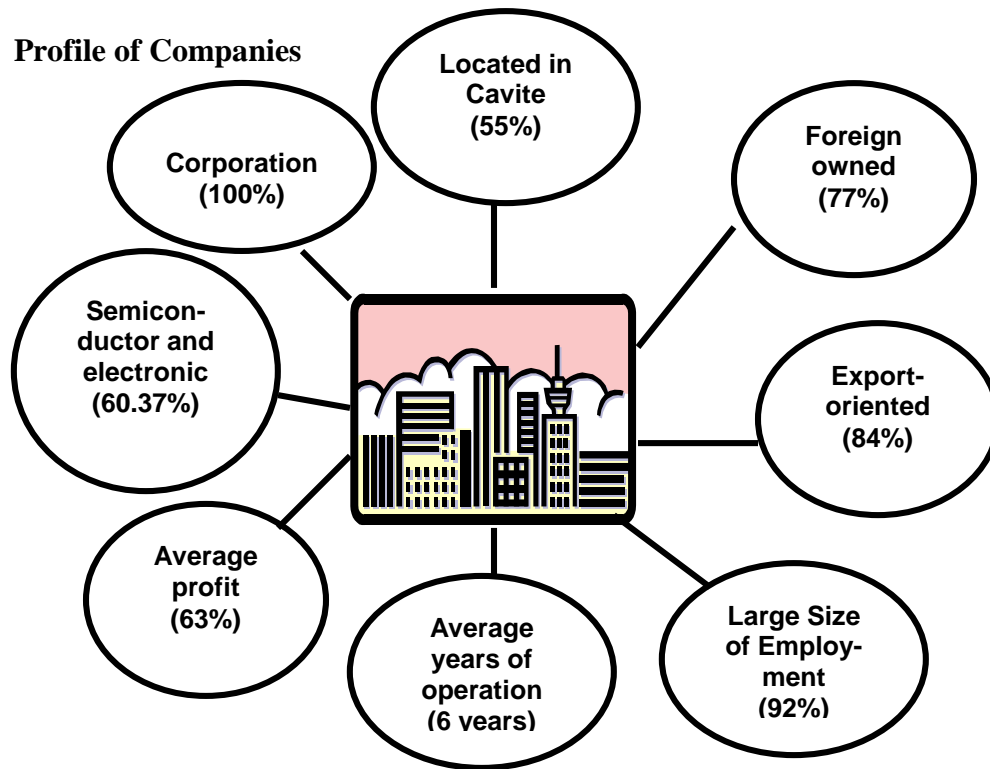 Profile of Companies
Located in
Cavite
(55%)
Corporation
(100%)
Foreign
owned
(77%)
Semicon-
ductor and
electronic
(60.37%)
Export-
oriented
(84%)
Average
profit
(63%)
Average
years of
operation
(6 years)
Large Size
of Employ-
ment
(92%)